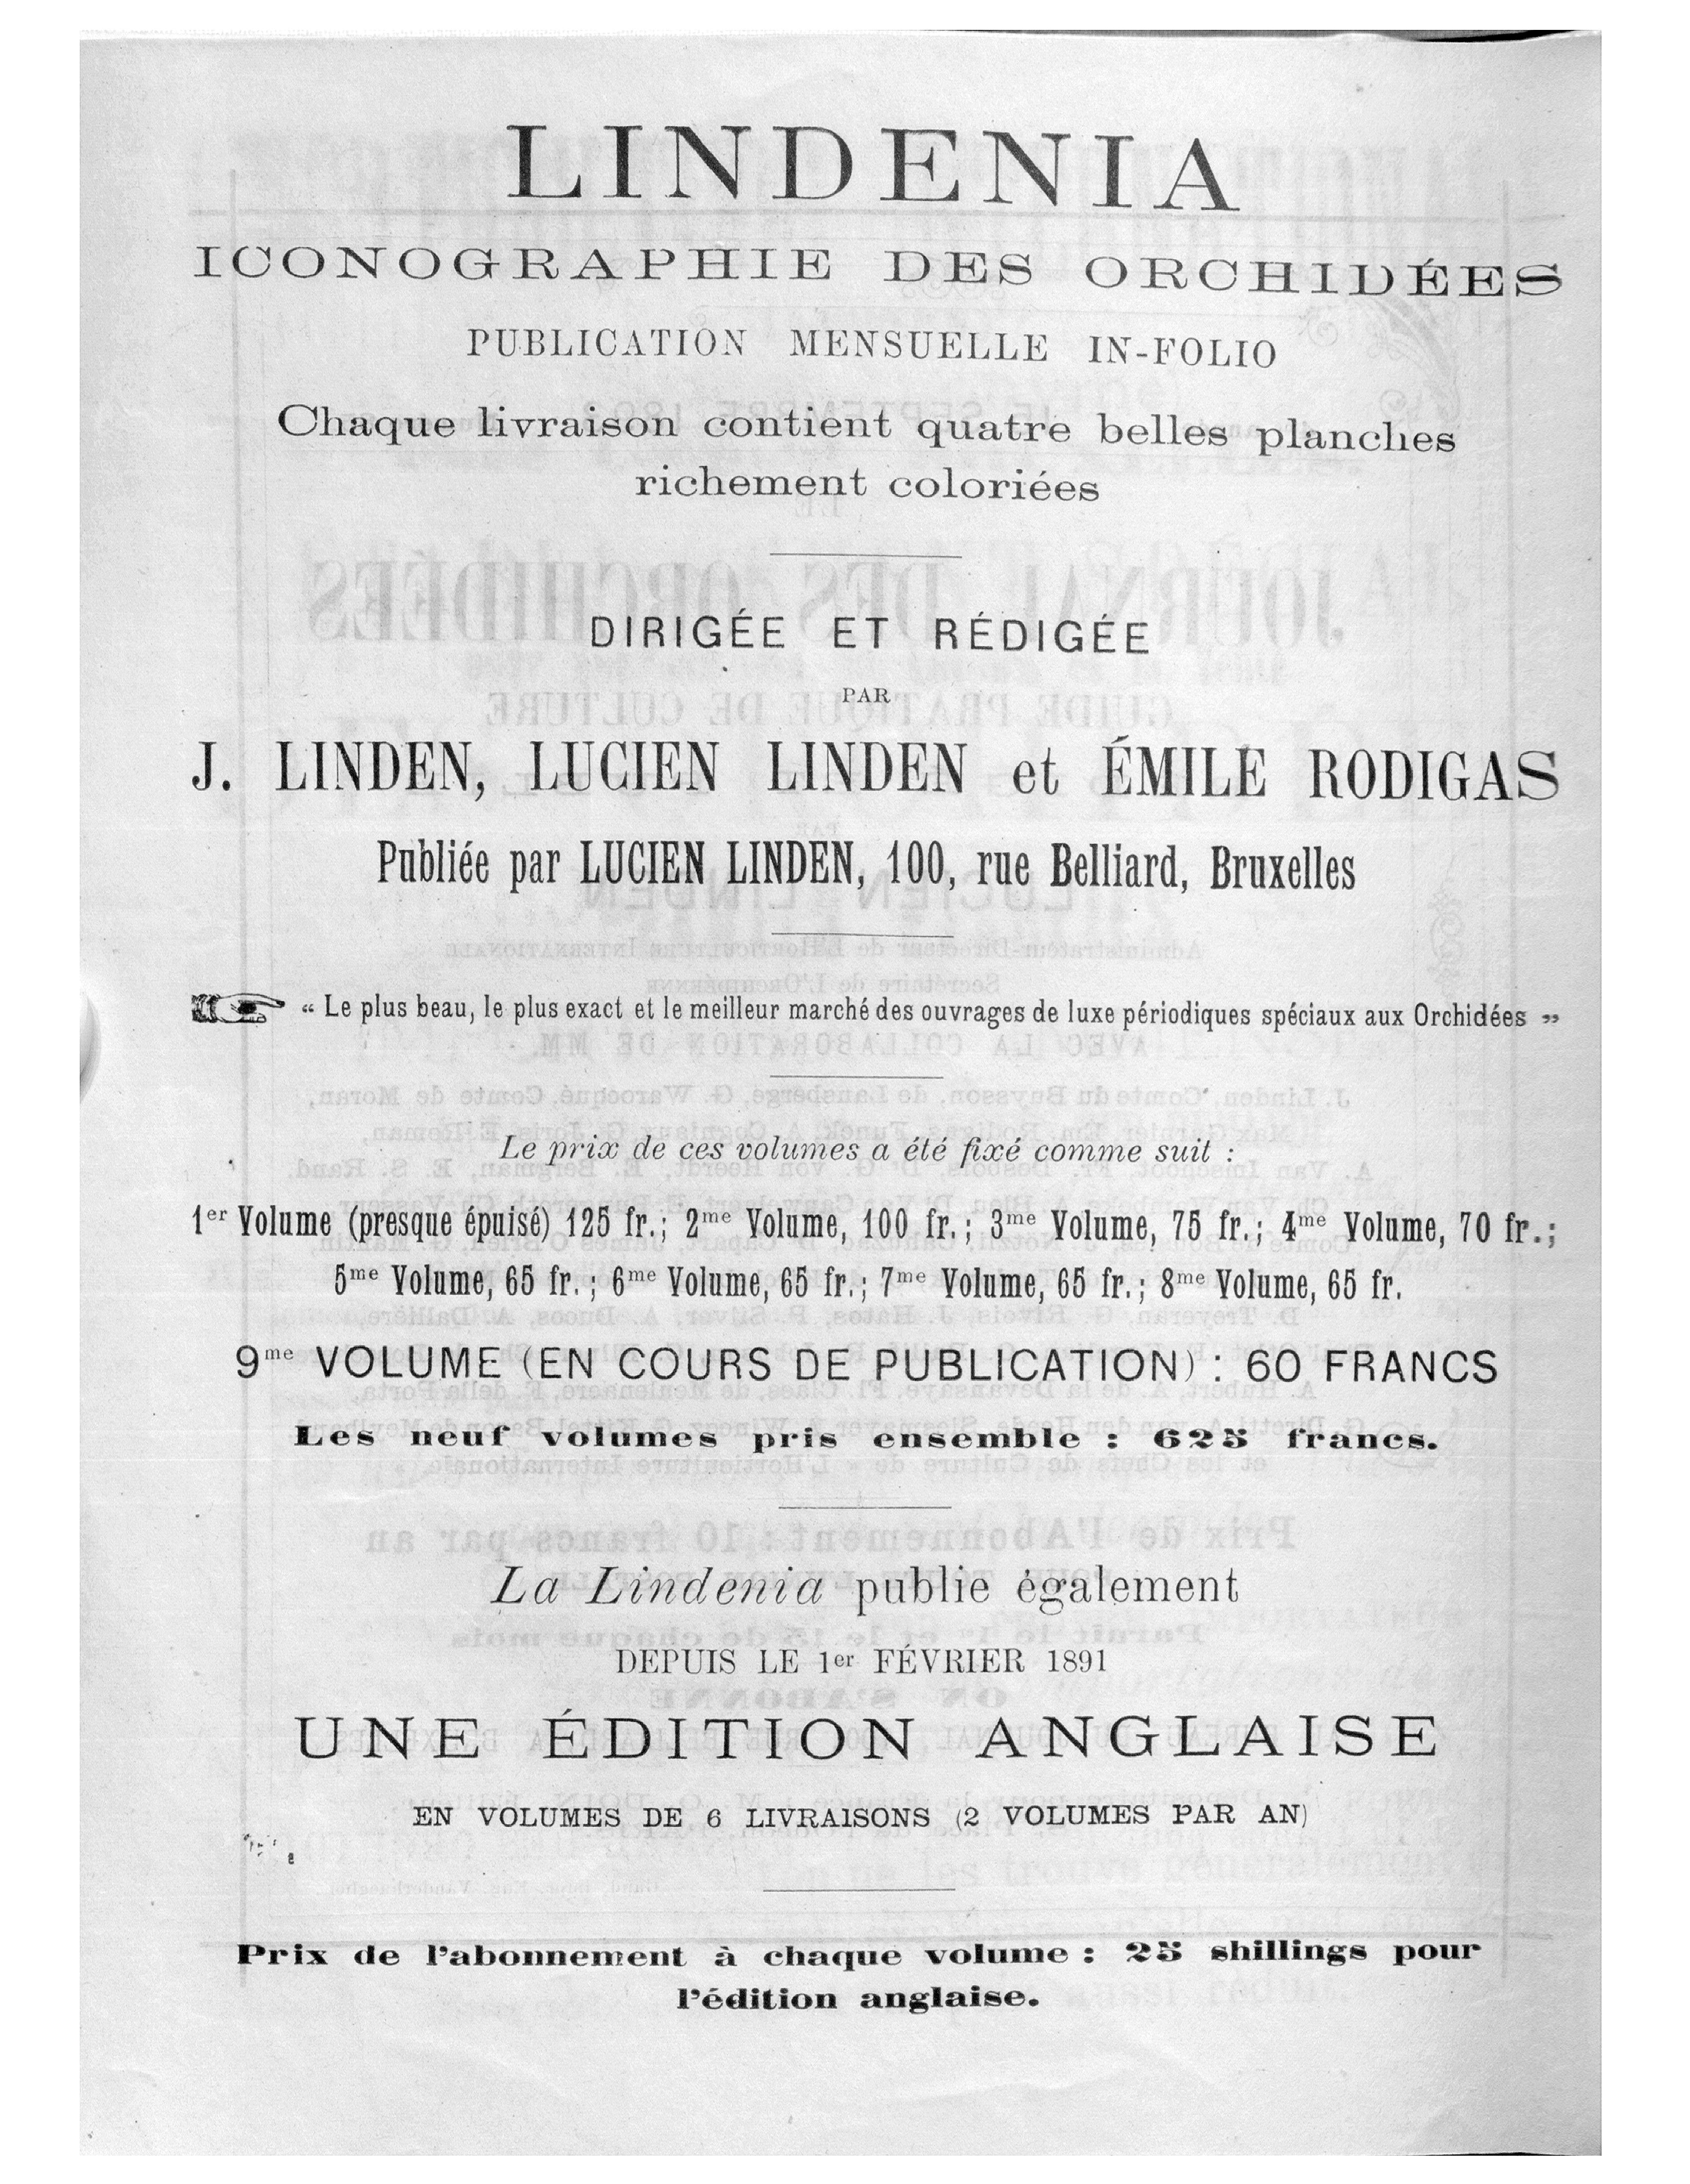 LINDENIA
ICONOGRAPHIE DES ORCHIDÉES
PUBLICATION MENSUELLE IN-FOLIO
Chaque livraison contient quatre belles planches
richement coloriées
DIRIGÉE ET RÉDIGÉE
PAR
J. LINDEN, LUCIEN LINDEN et ÉMILE RODIGAS
Publiée par LUCIEN LINDEN, 100, rue Belliard, Bruxelles
“ Le plus beau, le plus exact et le meilleur marché des ouvrages de luxe périodiques spéciaux aux Orchidées ”
Le prix de ces volumes a été fixé comme suit :
1er Volume (presque épuisé) 125 fr.; 2me Volume, 100 fr.; 3me Volume, 75 fr.; 4me Volume, 70 fr.;
5me Volume, 65 fr.; 6me Volume, 65 fr.; 7me Volume, 65 fr.; 8me Volume, 65 fr.
9me VOLUME (EN COURS DE PUBLICATION) : 60 FRANCS
Les neuf volumes pris ensemble : 625 francs.
La Lindenia publie également
DEPUIS LE 1er FÉVRIER 1891
UNE ÉDITION ANGLAISE
EN VOLUMES DE 6 LIVRAISONS (2 VOLUMES PAR AN)
Prix de l'abonnement à chaque volume : 25 shillings pour
l'édition anglaise.